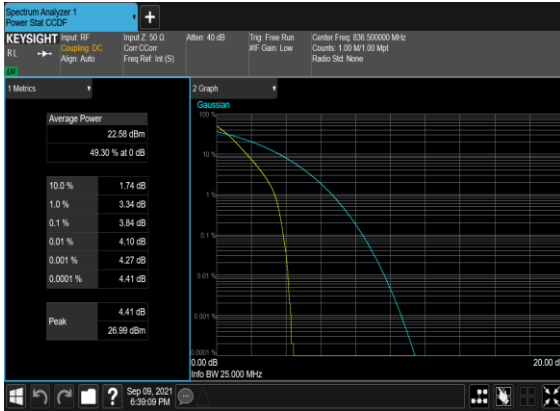 Spectrum Analyzer 1
Power Stat CCDF
+
KEYSIGHT
RL
Input: RF
Coupling: DC
Align: Auto
Input Z: 50 Ω
Corr CCorr
Freq Ref: Int (S)
Atten: 40 dB
Trig: Free Run
#IF Gain: Low
Center Freq: 836.500000 MHz
Counts: 1.00 M/1.00 Mpt
Radio Std: None
1 Metrics
Average Power
22.58 dBm
49.30 % at 0 dB
10.0 % 1.74 dB
1.0 % 3.34 dB
0.1 % 3.84 dB
0.01 % 4.10 dB
0.001 % 4.27 dB
0.0001 % 4.41 dB
Peak
4.41 dB
26.99 dBm
2 Graph
Gaussian
100 %
10 %
1 %
0.1 %
0.01 %
0.001 %
0.0001 %
0.00 dB
20.00 d
Info BW 25.000 MHz
?
Sep 09, 2021
6:39:09 PM